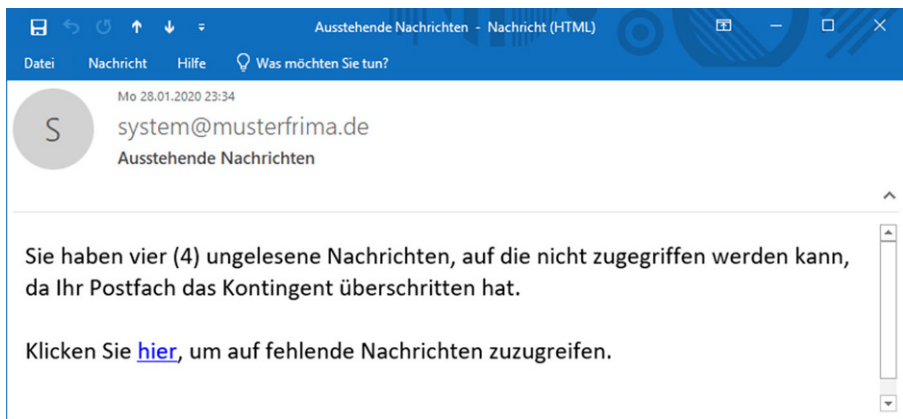 Ausstehende Nachrichten - Nachricht (HTML)
Datei Nachricht Hilfe Was möchten Sie tun?
Mo 28.01.2020 23:34
S
system@musterfrima.de
Ausstehende Nachrichten
Sie haben vier (4) ungelesene Nachrichten, auf die nicht zugegriffen werden kann,
da Ihr Postfach das Kontingent überschritten hat.
Klicken Sie hier, um auf fehlende Nachrichten zuzugreifen.